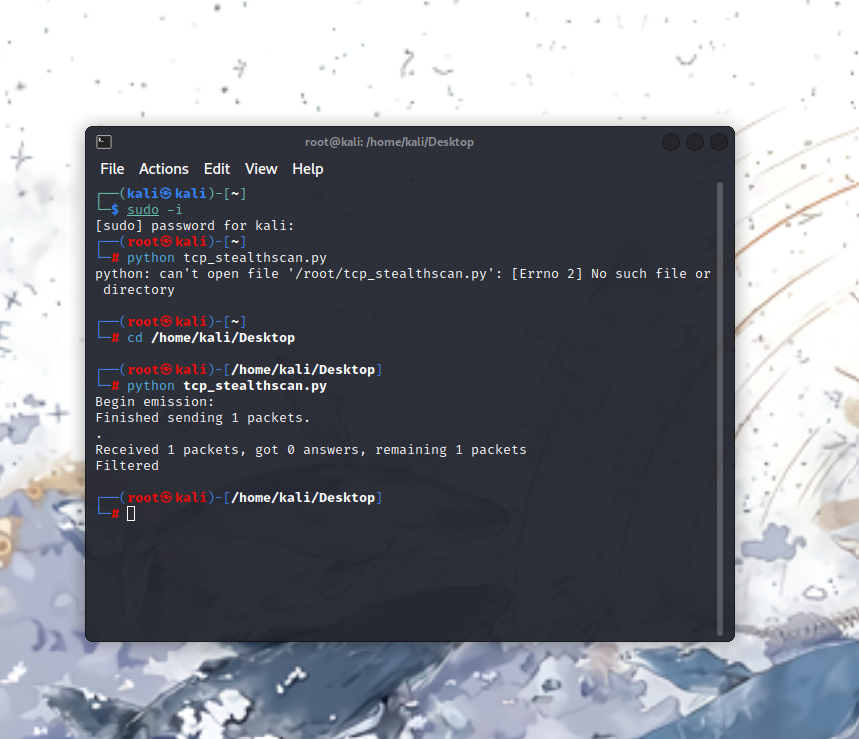 root@kali: /home/kali/Desktop
File Actions Edit View Help
┌──(kali㉿kali)-[~]
└─$ sudo -i
[sudo] password for kali:
┌──(root㉿kali)-[~]
└─# python tcp_stealthscan.py
python: can't open file '/root/tcp_stealthscan.py': [Errno 2] No such file or
directory
┌──(root㉿kali)-[~]
└─# cd /home/kali/Desktop
┌──(root㉿kali)-[/home/kali/Desktop]
└─# python tcp_stealthscan.py
Begin emission:
Finished sending 1 packets.
.
Received 1 packets, got 0 answers, remaining 1 packets
Filtered
┌──(root㉿kali)-[/home/kali/Desktop]
└─#